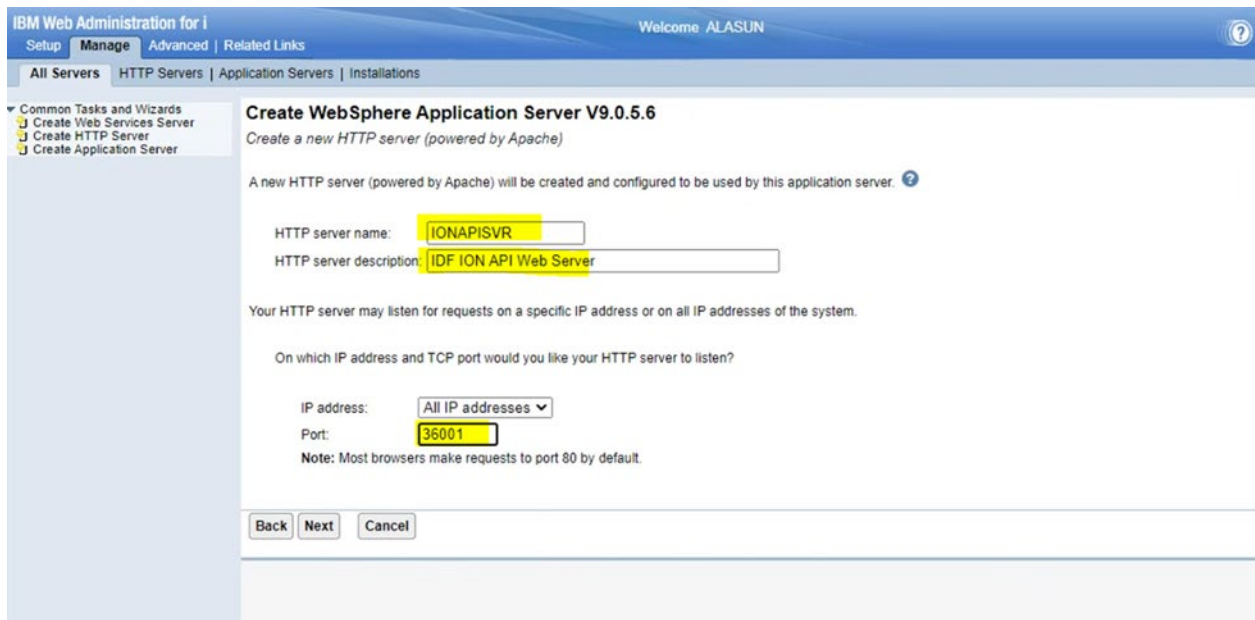 IBM Web Administration for i
Welcome ALASUN
?
Setup Manage Advanced | Related Links
All Servers HTTP Servers | Application Servers | Installations
Common Tasks and Wizards
Create Web Services Server
Create HTTP Server
Create Application Server
Create WebSphere Application Server V9.0.5.6
Create a new HTTP server (powered by Apache)
A new HTTP server (powered by Apache) will be created and configured to be used by this application server. ?
HTTP server name: IONAPISVR
HTTP server description: IDF ION API Web Server
Your HTTP server may listen for requests on a specific IP address or on all IP addresses of the system.
On which IP address and TCP port would you like your HTTP server to listen?
IP address: All IP addresses
Port: 36001
Note: Most browsers make requests to port 80 by default.
Back Next Cancel